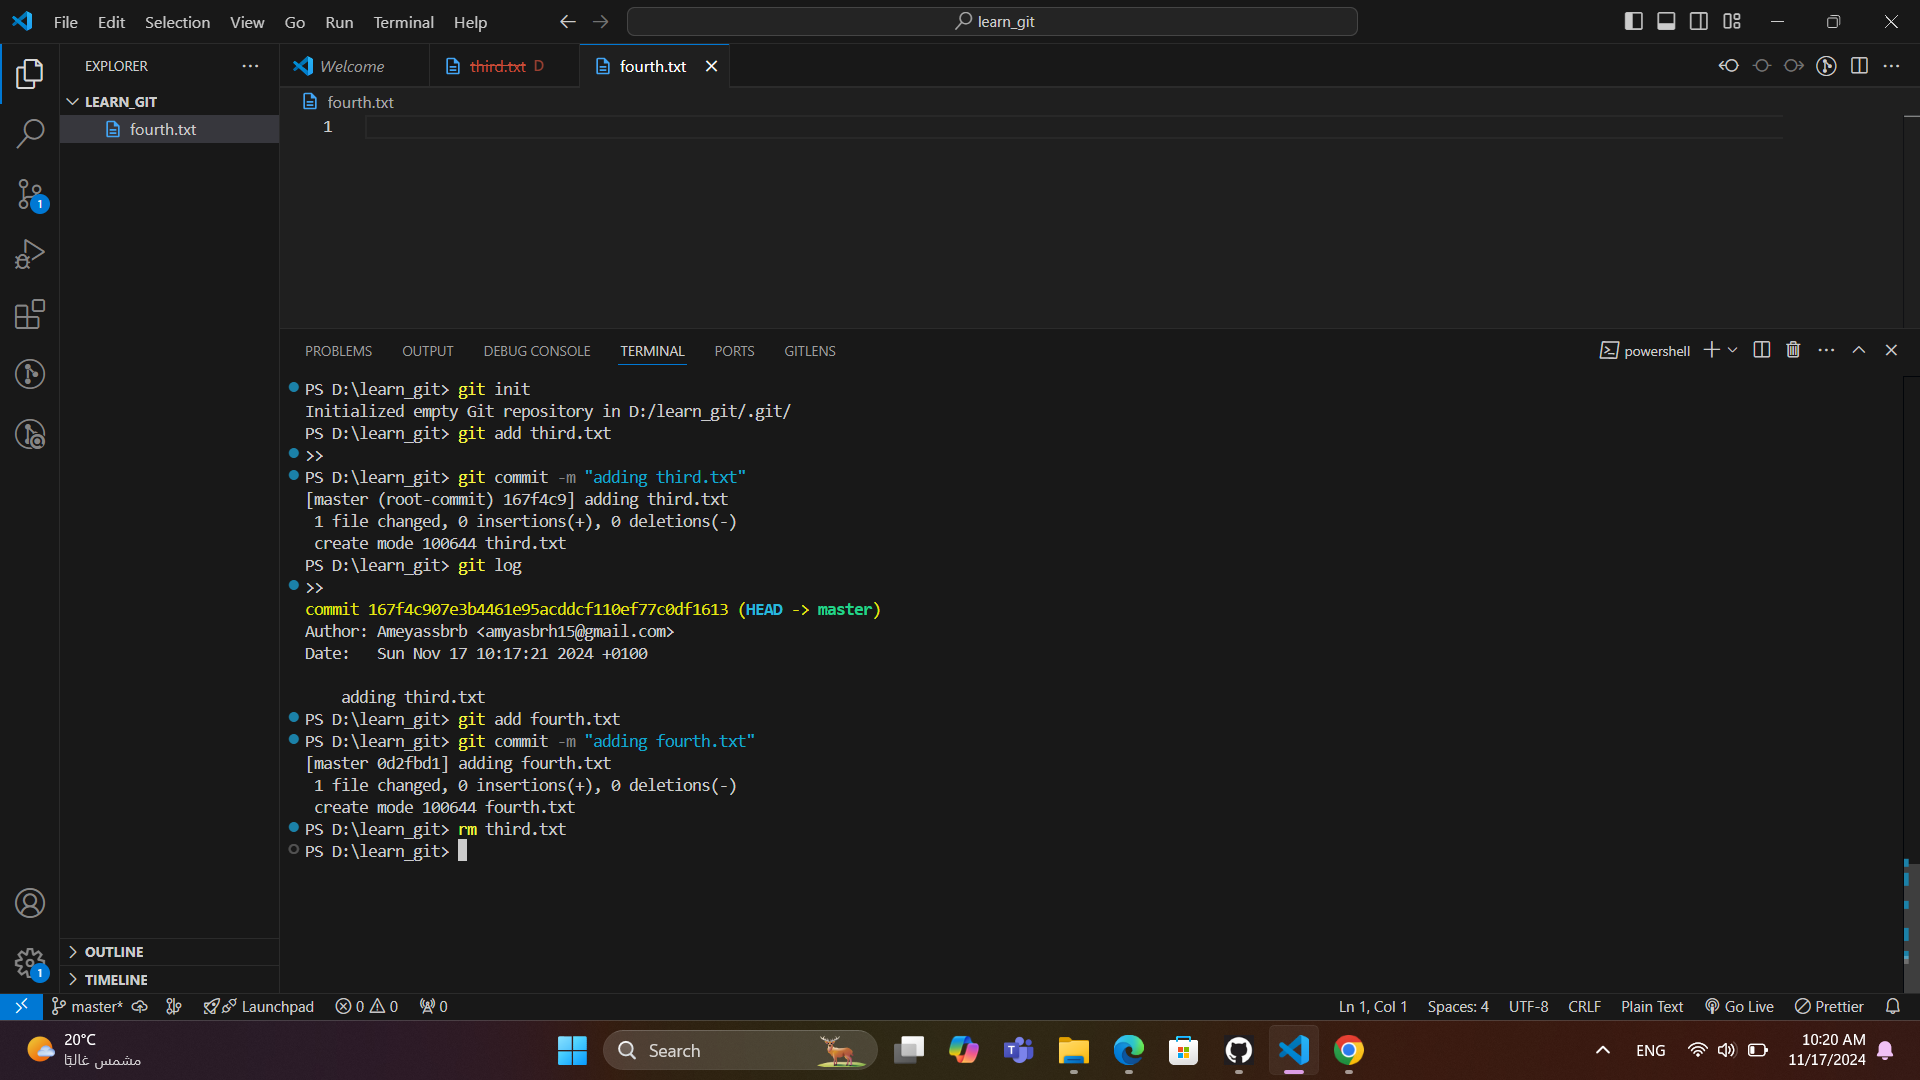 File Edit Selection View Go Run Terminal Help
learn_git
EXPLORER
Welcome
third.txt D
fourth.txt
LEARN_GIT
fourth.txt
fourth.txt
1
1
PROBLEMS OUTPUT DEBUG CONSOLE TERMINAL PORTS GITLENS
powershell
PS D:\learn_git> git init
Initialized empty Git repository in D:/learn_git/.git/
PS D:\learn_git> git add third.txt
>>
PS D:\learn_git> git commit -m "adding third.txt"
[master (root-commit) 167f4c9] adding third.txt
1 file changed, 0 insertions(+), 0 deletions(-)
create mode 100644 third.txt
PS D:\learn_git> git log
>>
commit 167f4c907e3b4461e95acddcf110ef77c0df1613 (HEAD -> master)
Author: Ameyassbrb <amyasbrh15@gmail.com>
Date:   Sun Nov 17 10:17:21 2024 +0100
adding third.txt
PS D:\learn_git> git add fourth.txt
PS D:\learn_git> git commit -m "adding fourth.txt"
[master 0d2fbd1] adding fourth.txt
1 file changed, 0 insertions(+), 0 deletions(-)
create mode 100644 fourth.txt
PS D:\learn_git> rm third.txt
PS D:\learn_git>
OUTLINE
1
TIMELINE
master* Launchpad 0 0 0 Ln 1, Col 1 Spaces: 4 UTF-8 CRLF Plain Text Go Live Prettier
20°C
مشمس غالبًا
Search
ENG
10:20 AM
11/17/2024